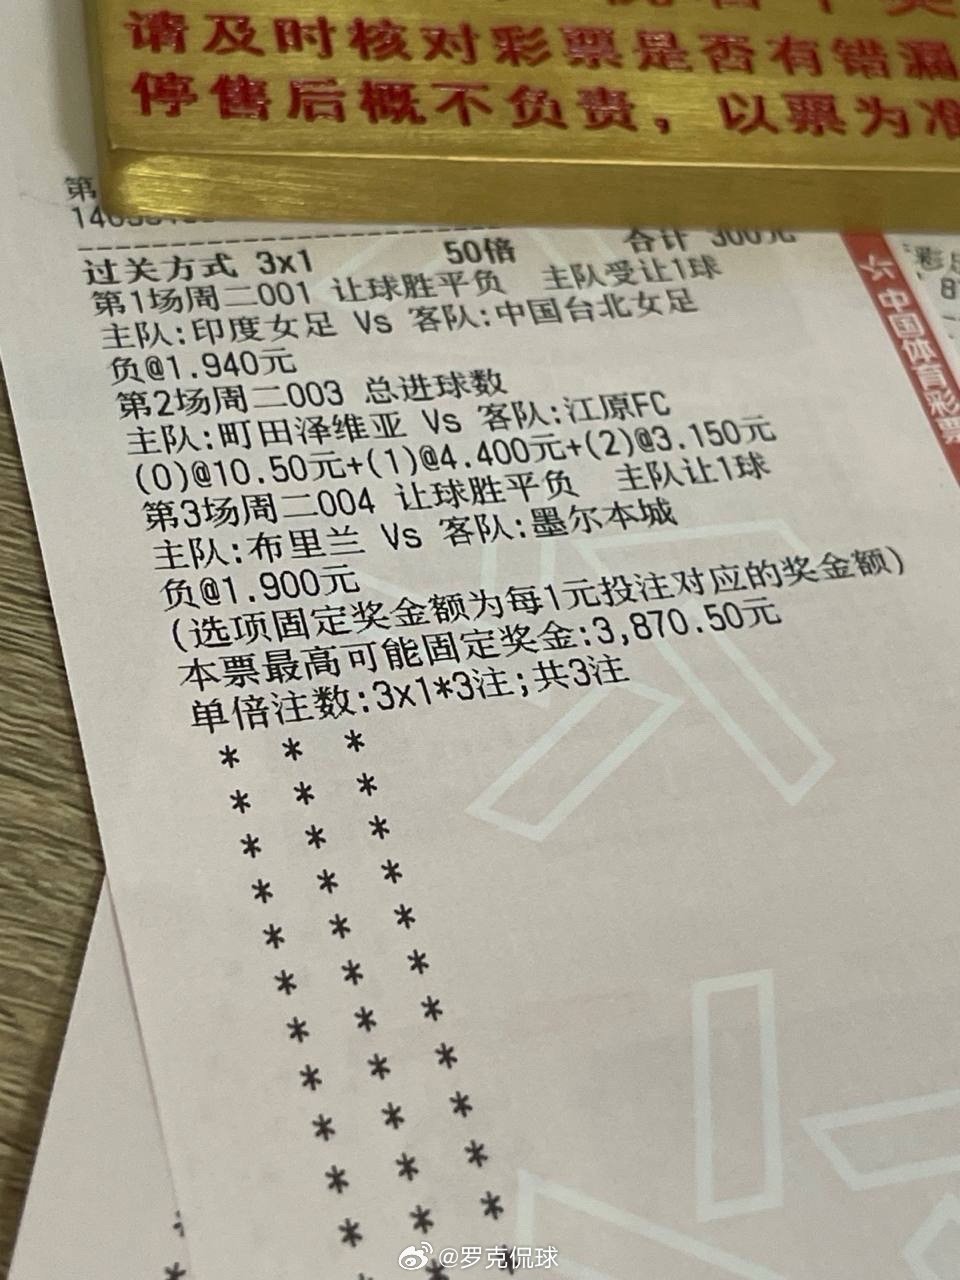 请及时核对彩票是否有错漏
停售后概不负责，以票为准
第
过关方式 3x1 50倍 合计 300元
第1场周二001 让球胜平负 主队受让1球
主队:印度女足 Vs 客队:中国台北女足
负@1.940元
第2场周二003 总进球数
主队:町田泽维亚 Vs 客队:江原FC
(0)@10.50元+(1)@4.400元+(2)@3.150元
第3场周二004 让球胜平负 主队让1球
主队:布里兰 Vs 客队:墨尔本城
负@1.900元
(选项固定奖金额为每1元投注对应的奖金额)
本票最高可能固定奖金:3,870.50元
单倍注数:3x1*3注;共3注
中国体育彩票
@罗克侃球